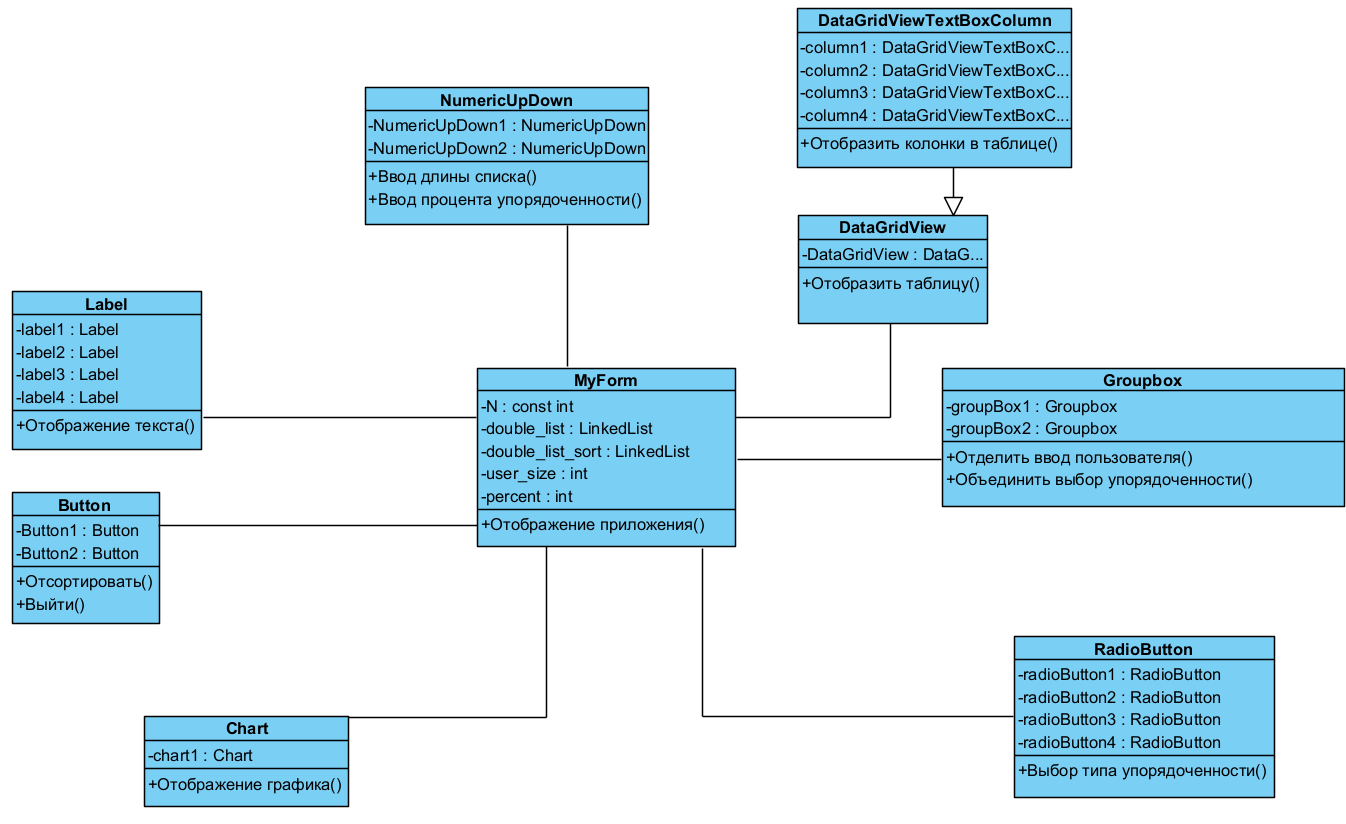 DataGridViewTextBoxColumn
-column1 : DataGridViewTextBoxC...
-column2 : DataGridViewTextBoxC...
-column3 : DataGridViewTextBoxC...
-column4 : DataGridViewTextBoxC...
+Отобразить колонки в таблице()
NumericUpDown
-NumericUpDown1 : NumericUpDown
-NumericUpDown2 : NumericUpDown
+Ввод длины списка()
+Ввод процента упорядоченности()
DataGridView
-DataGridView : DataG...
+Отобразить таблицу()
Label
-label1 : Label
-label2 : Label
-label3 : Label
-label4 : Label
+Отображение текста()
MyForm
-N : const int
-double_list : LinkedList
-double_list_sort : LinkedList
-user_size : int
-percent : int
+Отображение приложения()
Groupbox
-groupBox1 : Groupbox
-groupBox2 : Groupbox
+Отделить ввод пользователя()
+Объединить выбор упорядоченности()
Button
-Button1 : Button
-Button2 : Button
+Отсортировать()
+Выйти()
RadioButton
-radioButton1 : RadioButton
-radioButton2 : RadioButton
-radioButton3 : RadioButton
-radioButton4 : RadioButton
+Выбор типа упорядоченности()
Chart
-chart1 : Chart
+Отображение графика()